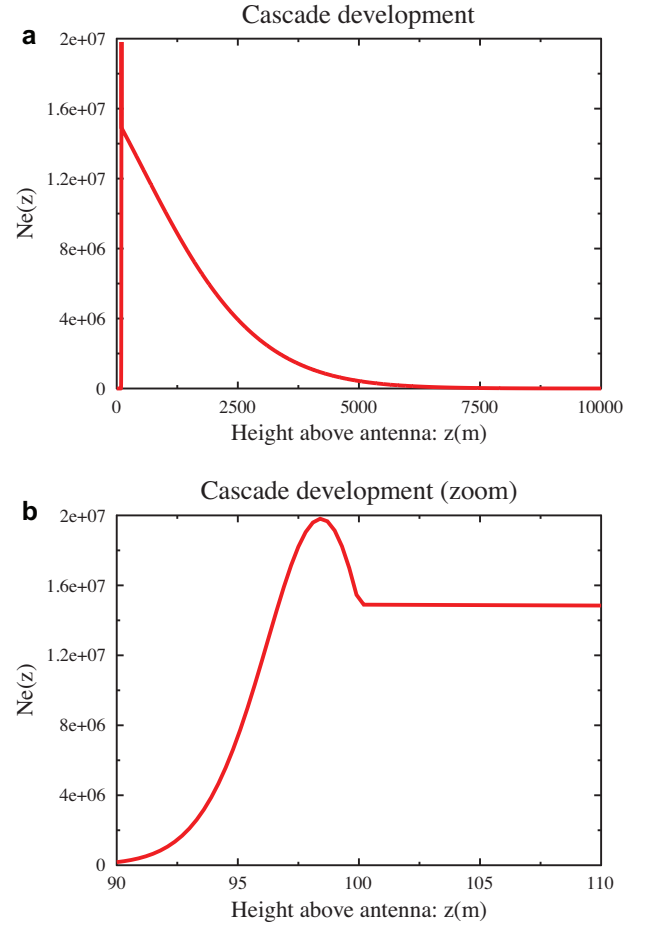 Cascade development
a
2e+07
1.6e+07
1.2e+07
8e+06
4e+06
0
Ne(z)
0 2500 5000 7500 10000
Height above antenna: z(m)
Cascade development (zoom)
b
2e+07
1.6e+07
1.2e+07
8e+06
4e+06
0
Ne(z)
90 95 100 105 110
Height above antenna: z(m)